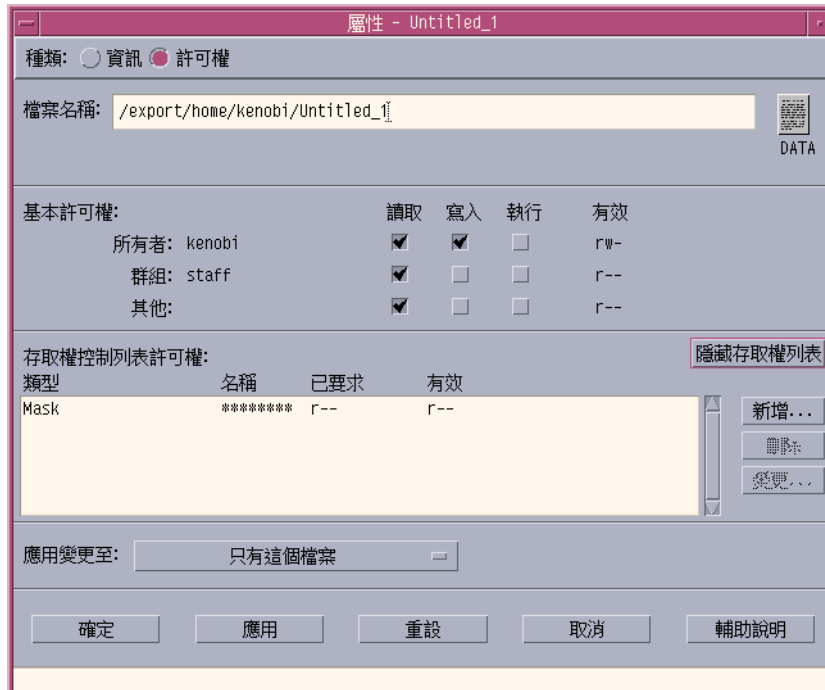 屬性 - Untitled_1
種類: 資訊 許可權
檔案名稱: /export/home/kenobi/Untitled_1
DATA
基本許可權: 讀取 寫入 執行 有效
所有者: kenobi rw-
群組: staff r--
其他: r--
存取權控制列表許可權: 隱藏存取權列表
類型 名稱 已要求 有效
Mask ******** r-- r--
新增...
刪除
變更...
應用變更至: 只有這個檔案
確定 應用 重設 取消 輔助說明